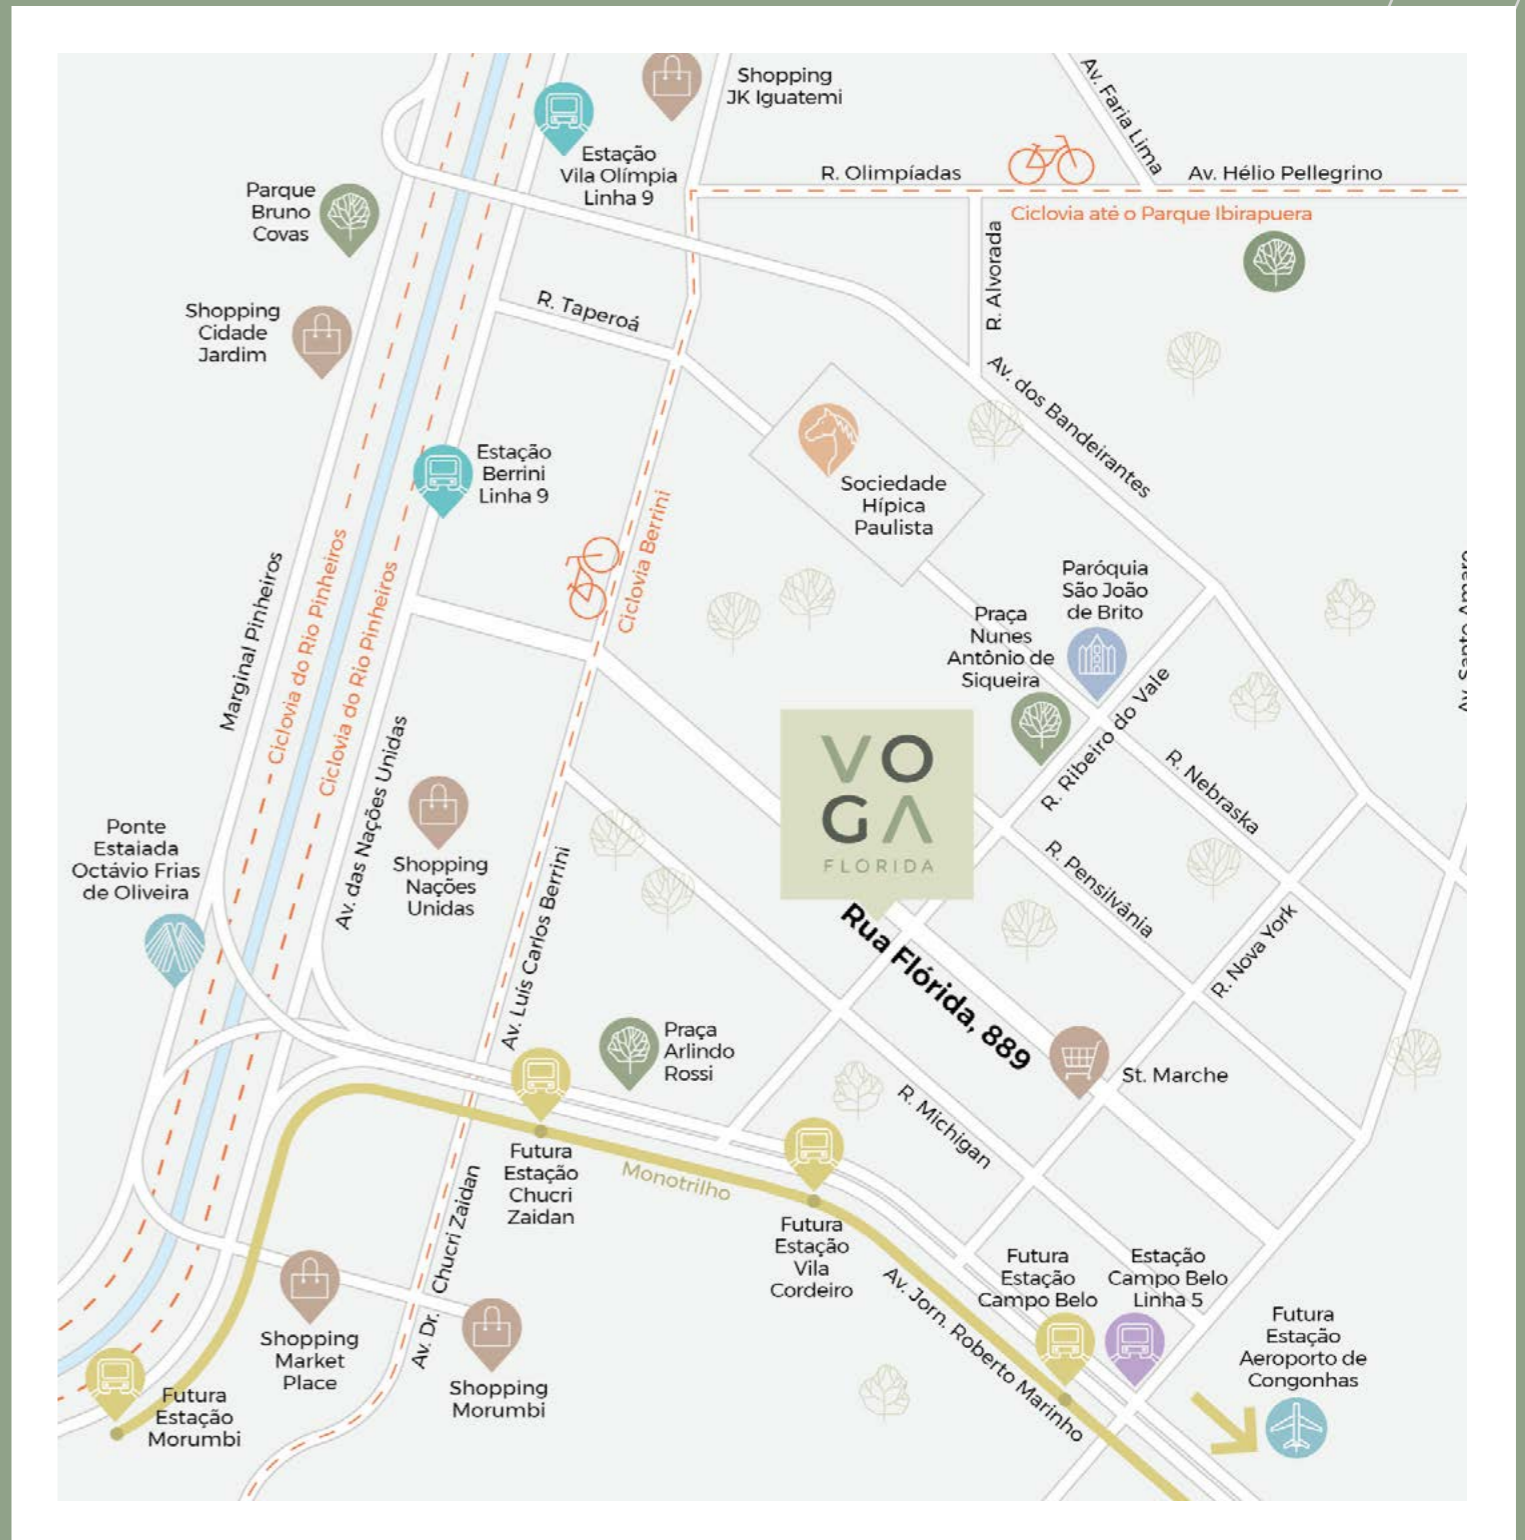 Shopping
JK Iguatemi
Av. Faria Lima
Estação
Vila Olímpia
Linha 9
R. Olimpíadas
Av. Hélio Pellegrino
Ciclovia até o Parque Ibirapuera
Parque
Bruno
Covas
R. Alvorada
Shopping
Cidade
Jardim
R. Taperoá
Av. dos Bandeirantes
Estação
Berrini
Linha 9
Sociedade
Hípica
Paulista
Ciclovia Berrini
Marginal Pinheiros
Ciclovia do Rio Pinheiros
Ciclovia do Rio Pinheiros
Paróquia
São João
de Brito
Praça
Nunes
Antônio de
Siqueira
Av. Santo Amaro
R. Ribeiro do Vale
R. Nebraska
VO
GA
FLORIDA
Av. das Nações Unidas
Shopping
Nações
Unidas
Ponte
Estaiada
Octávio Frias
de Oliveira
Av. Luís Carlos Berrini
R. Pensilvânia
R. Nova York
Rua Flórida, 889
Praça
Arlindo
Rossi
St. Marche
R. Michigan
Futura
Estação
Chucri
Zaidan
Monotrilho
Av. Dr. Chucri Zaidan
Futura
Estação
Vila
Cordeiro
Av. Jorn. Roberto Marinho
Futura
Estação
Campo Belo
Estação
Campo Belo
Linha 5
Futura
Estação
Aeroporto de
Congonhas
Shopping
Market
Place
Shopping
Morumbi
Futura
Estação
Morumbi